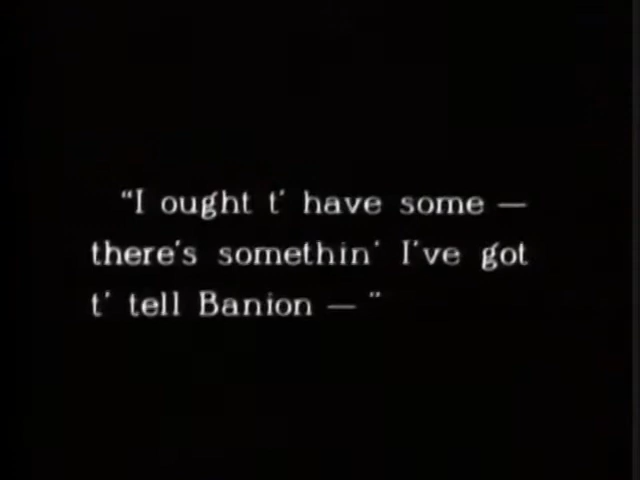 “I ought t' have some —
there's somethin' I've got
t' tell Banion — ”